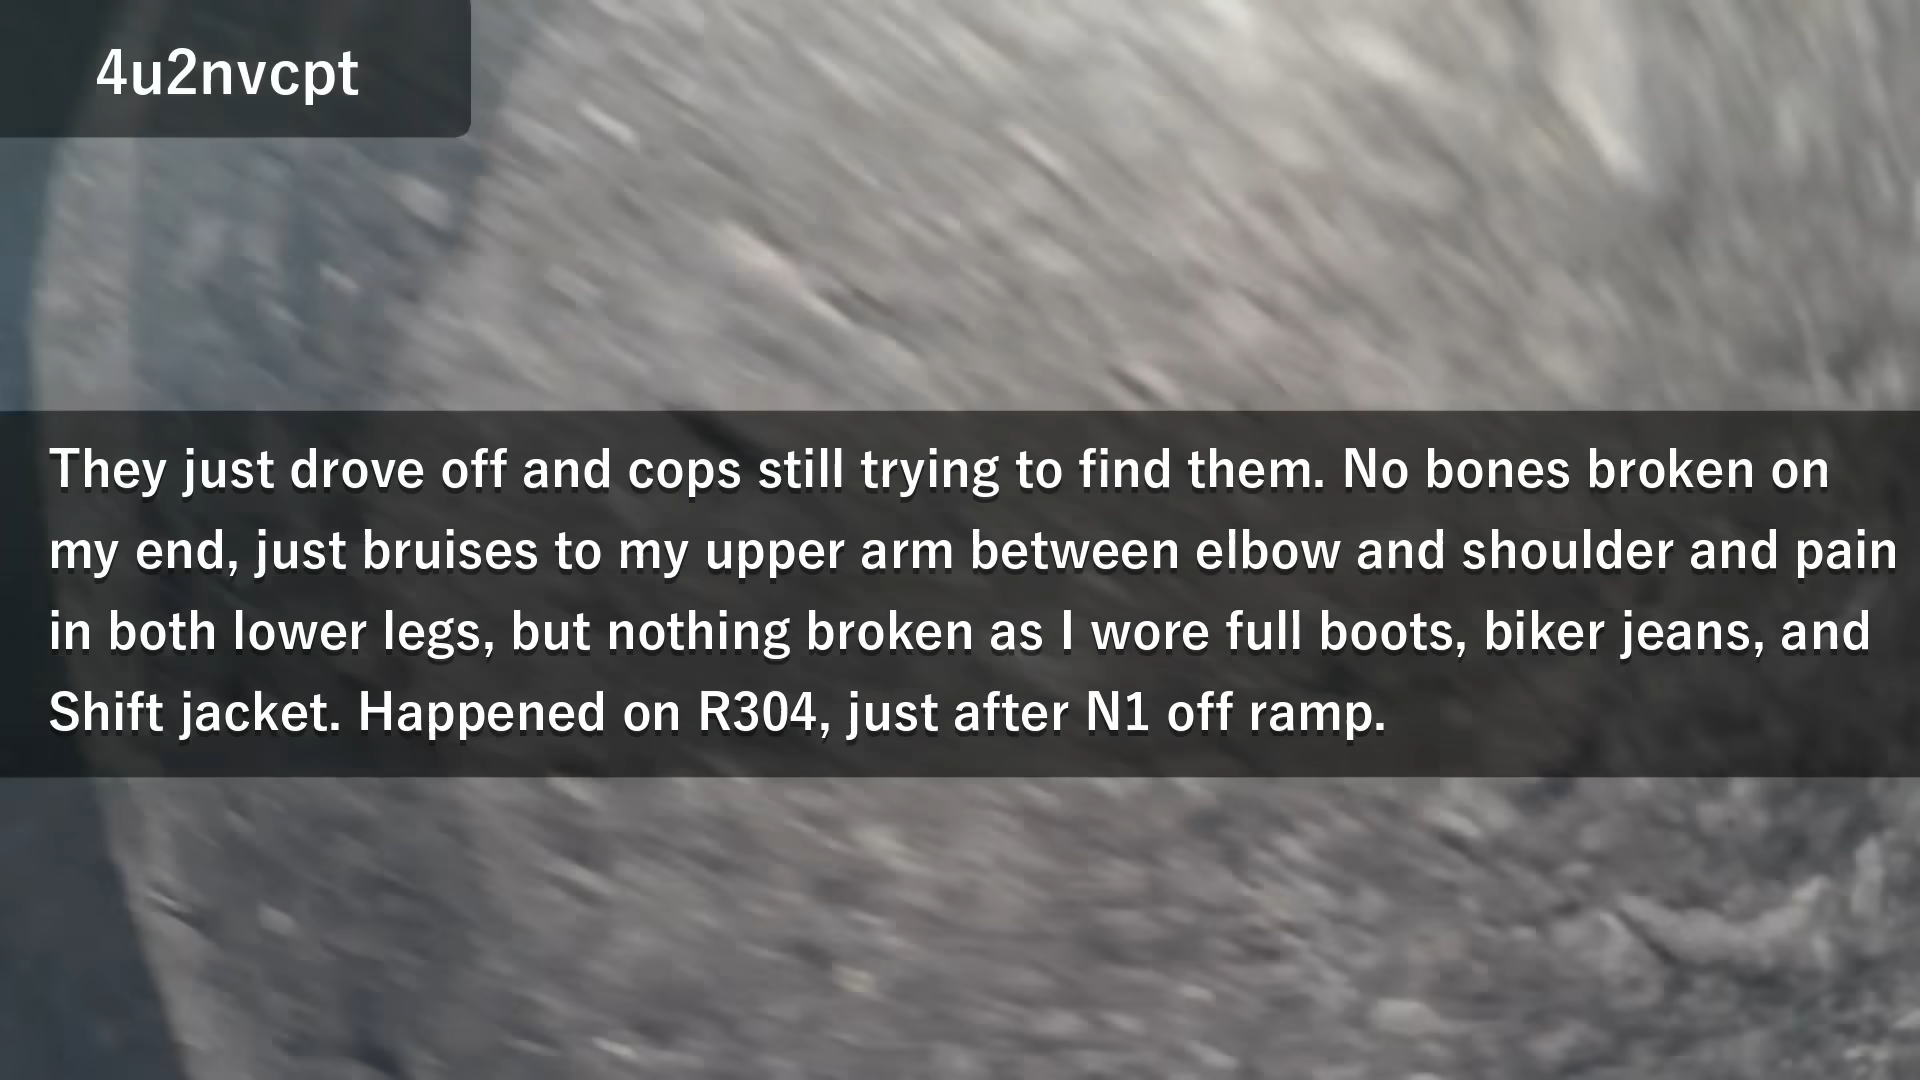 4u2nvcpt
They just drove off and cops still trying to find them. No bones broken on
my end, just bruises to my upper arm between elbow and shoulder and pain
in both lower legs, but nothing broken as I wore full boots, biker jeans, and
Shift jacket. Happened on R304, just after N1 off ramp.